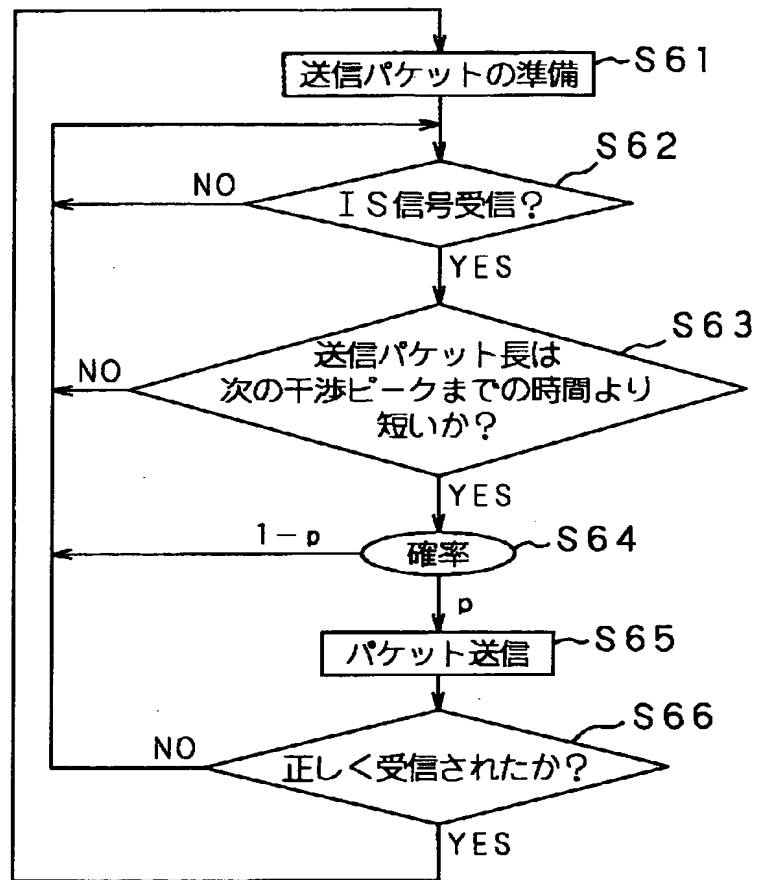 送信パケットの準備
S61
S62
IS信号受信?
NO
YES
S63
送信パケット長は
次の干渉ピークまでの時間より
短いか?
NO
YES
1-p
確率
S64
p
パケット送信
S65
S66
正しく受信されたか?
NO
YES